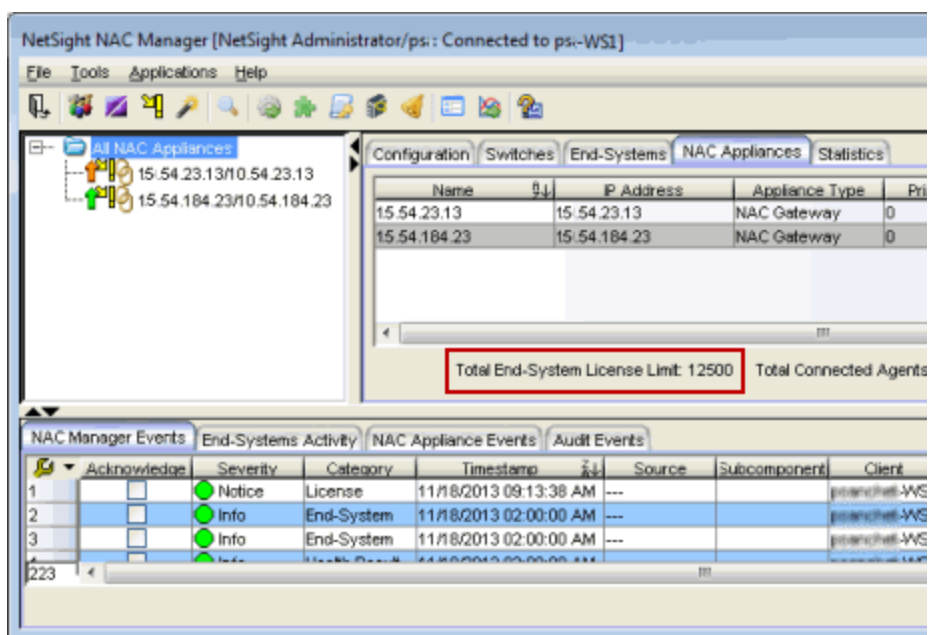 NetSight NAC Manager [NetSight Administrator/ps: : Connected to ps-WS1]
File Tools Applications Help
All NAC Appliances
15.54.23.13/10.54.23.13
15.54.184.23/10.54.184.23
Configuration Switches End-Systems NAC Appliances Statistics
Name IP Address Appliance Type Pri
15.54.23.13 15.54.23.13 NAC Gateway 0
15.54.184.23 15.54.184.23 NAC Gateway 0
Total End-System License Limit: 12500 Total Connected Agents
NAC Manager Events End-Systems Activity NAC Appliance Events Audit Events
Acknowledge Severity Category Timestamp Source Subcomponent Client
1 Notice License 11/18/2013 09:13:38 AM --- -WS
2 Info End-System 11/18/2013 02:00:00 AM --- -WS
3 Info End-System 11/18/2013 02:00:00 AM --- -WS
223